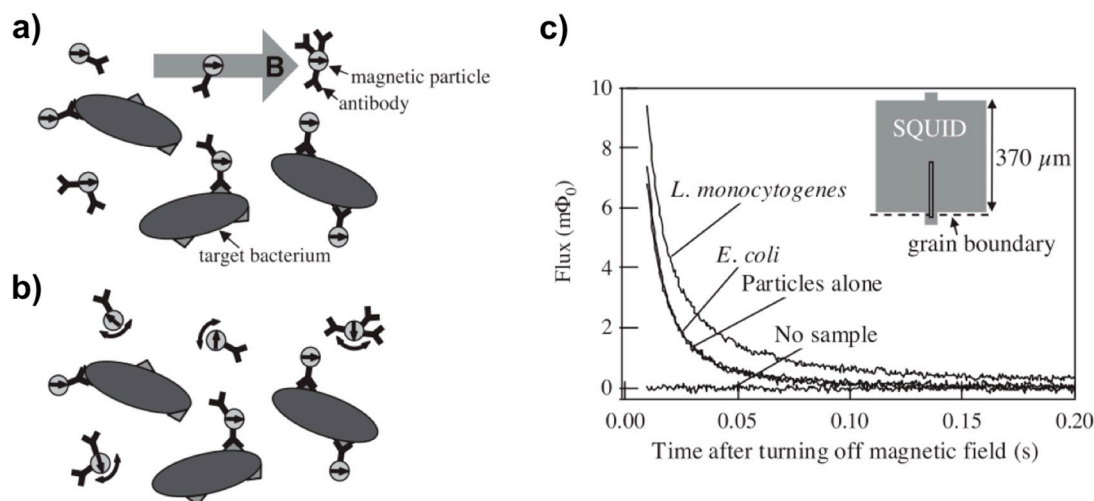 a)
B
magnetic particle
antibody
target bacterium
b)
c)
10
8
6
4
2
0
Flux (mΦ₀)
SQUID
370 µm
grain boundary
L. monocytogenes
E. coli
Particles alone
No sample
0.00 0.05 0.10 0.15 0.20
Time after turning off magnetic field (s)